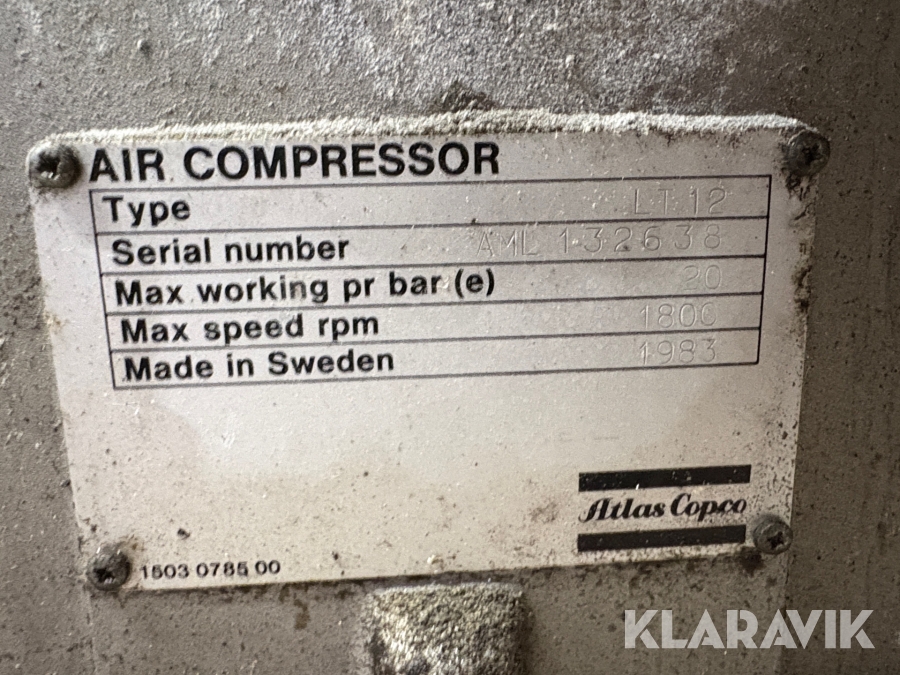 AIR COMPRESSOR
Type LT 12
Serial number AML 132638
Max working pr bar (e) 20
Max speed rpm 1800
Made in Sweden 1983
Atlas Copco
1503 0785 00
KLARAVIK